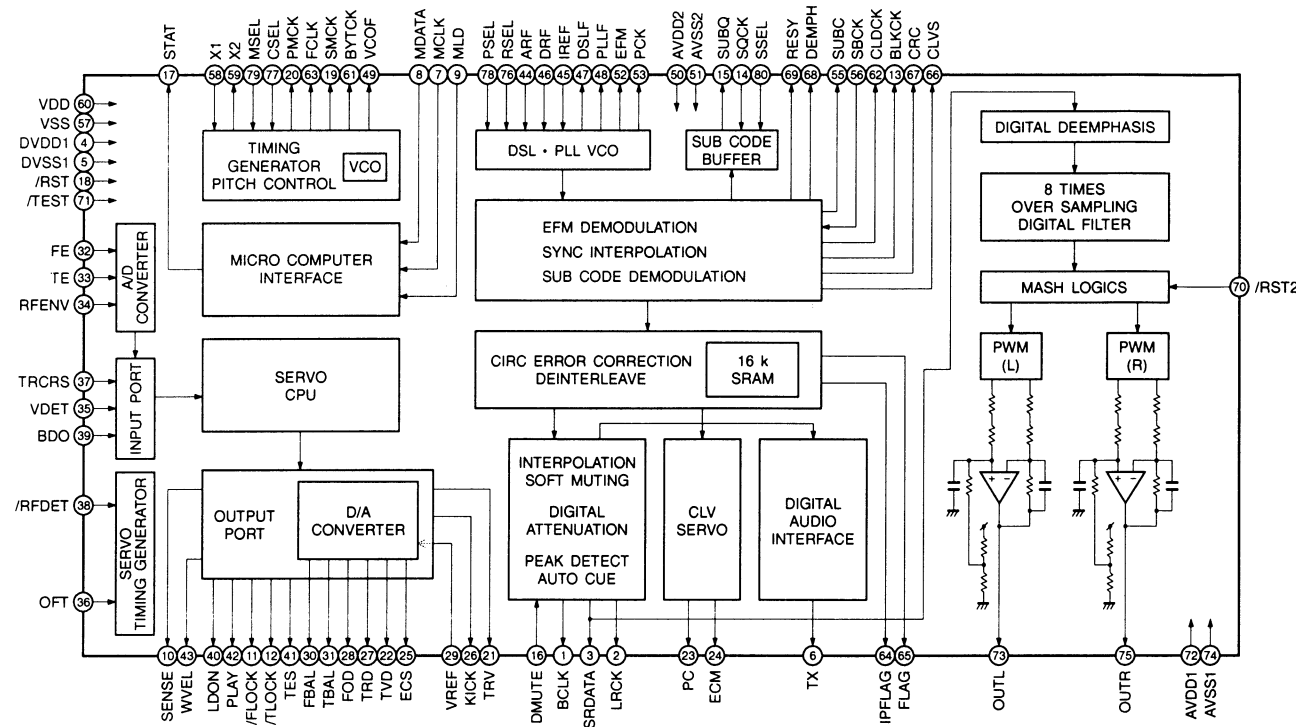 STAT
X1
X2
MSEL
CSEL
PMCK
FCLK
SMCK
BYTCK
VCOF
MDATA
MCLK
MLD
PSEL
RSEL
ARF
DRF
IREF
DSLF
PLLF
EFM
PCK
AVDD2
AVSS2
SUBQ
SQCK
SSEL
RESY
DEMPH
SUBC
SBCK
CLDCK
BLKCK
CRC
CLVS
17
58
59
79
77
20
63
19
61
49
8
7
9
78
76
44
46
45
47
48
52
53
50
51
15
14
80
69
68
55
56
62
13
67
66
VDD 60
VSS 57
DVDD1 4
DVSS1 5
/RST 18
/TEST 71
FE 32
TE 33
RFENV 34
TRCRS 37
VDET 35
BDO 39
/RFDET 38
OFT 36
A/D
CONVERTER
INPUT PORT
SERVO
TIMING GENERATOR
TIMING
GENERATOR
PITCH CONTROL
VCO
MICRO COMPUTER
INTERFACE
SERVO
CPU
OUTPUT
PORT
D/A
CONVERTER
DSL • PLL VCO
SUB CODE
BUFFER
EFM DEMODULATION
SYNC INTERPOLATION
SUB CODE DEMODULATION
CIRC ERROR CORRECTION
DEINTERLEAVE
16 k
SRAM
INTERPOLATION
SOFT MUTING
DIGITAL
ATTENUATION
PEAK DETECT
AUTO CUE
CLV
SERVO
DIGITAL
AUDIO
INTERFACE
DIGITAL DEEMPHASIS
8 TIMES
OVER SAMPLING
DIGITAL FILTER
MASH LOGICS
70 /RST2
PWM
(L)
PWM
(R)
+ −
+ −
10
43
40
42
11
12
41
30
31
28
27
22
25
29
26
21
16
1
3
2
23
24
6
64
65
73
75
72
74
SENSE
WVEL
LDON
PLAY
/FLOCK
/TLOCK
TES
FBAL
TBAL
FOD
TRD
TVD
ECS
VREF
KICK
TRV
DMUTE
BCLK
SRDATA
LRCK
PC
ECM
TX
IPFLAG
FLAG
OUTL
OUTR
AVDD1
AVSS1